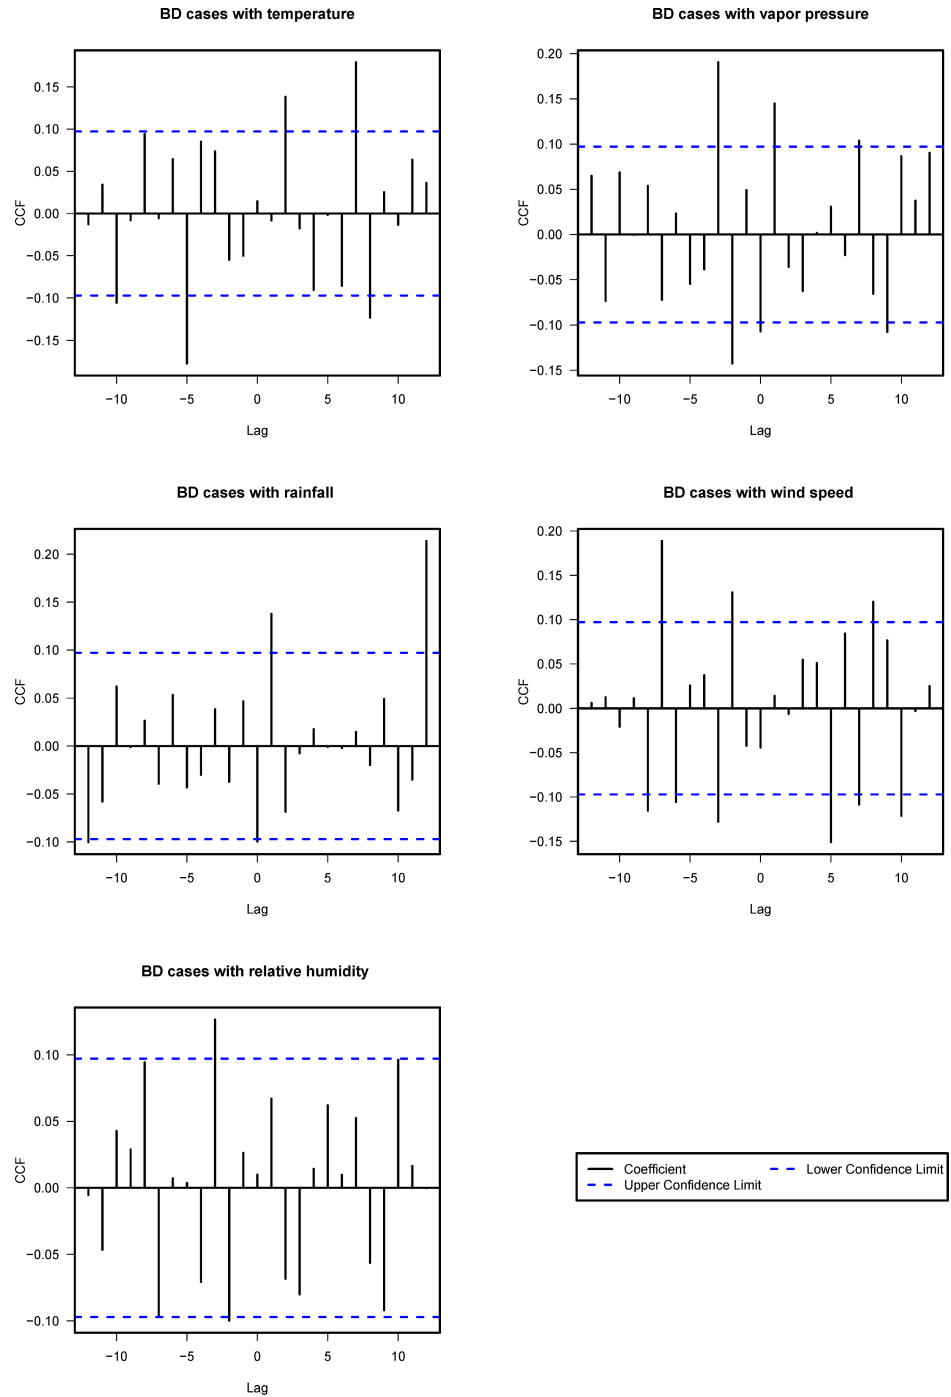 BD cases with temperature
CCF
0.15
0.10
0.05
0.00
−0.05
−0.10
−0.15
−10 −5 0 5 10
Lag
BD cases with vapor pressure
CCF
0.20
0.15
0.10
0.05
0.00
−0.05
−0.10
−0.15
−10 −5 0 5 10
Lag
BD cases with rainfall
CCF
0.20
0.15
0.10
0.05
0.00
−0.05
−0.10
−10 −5 0 5 10
Lag
BD cases with wind speed
CCF
0.20
0.15
0.10
0.05
0.00
−0.05
−0.10
−0.15
−10 −5 0 5 10
Lag
BD cases with relative humidity
CCF
0.10
0.05
0.00
−0.05
−0.10
−10 −5 0 5 10
Lag
Coefficient Lower Confidence Limit
Upper Confidence Limit